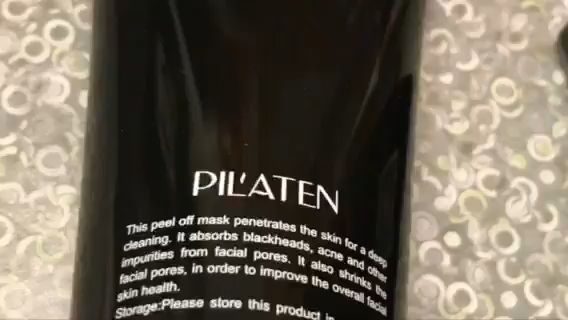 PIL'ATEN
This peel off mask penetrates the skin for a deep
cleaning. It absorbs blackheads, acne and other
impurities from facial pores. It also shrinks the
facial pores, in order to improve the overall facial
skin health.
Storage:Please store this product in